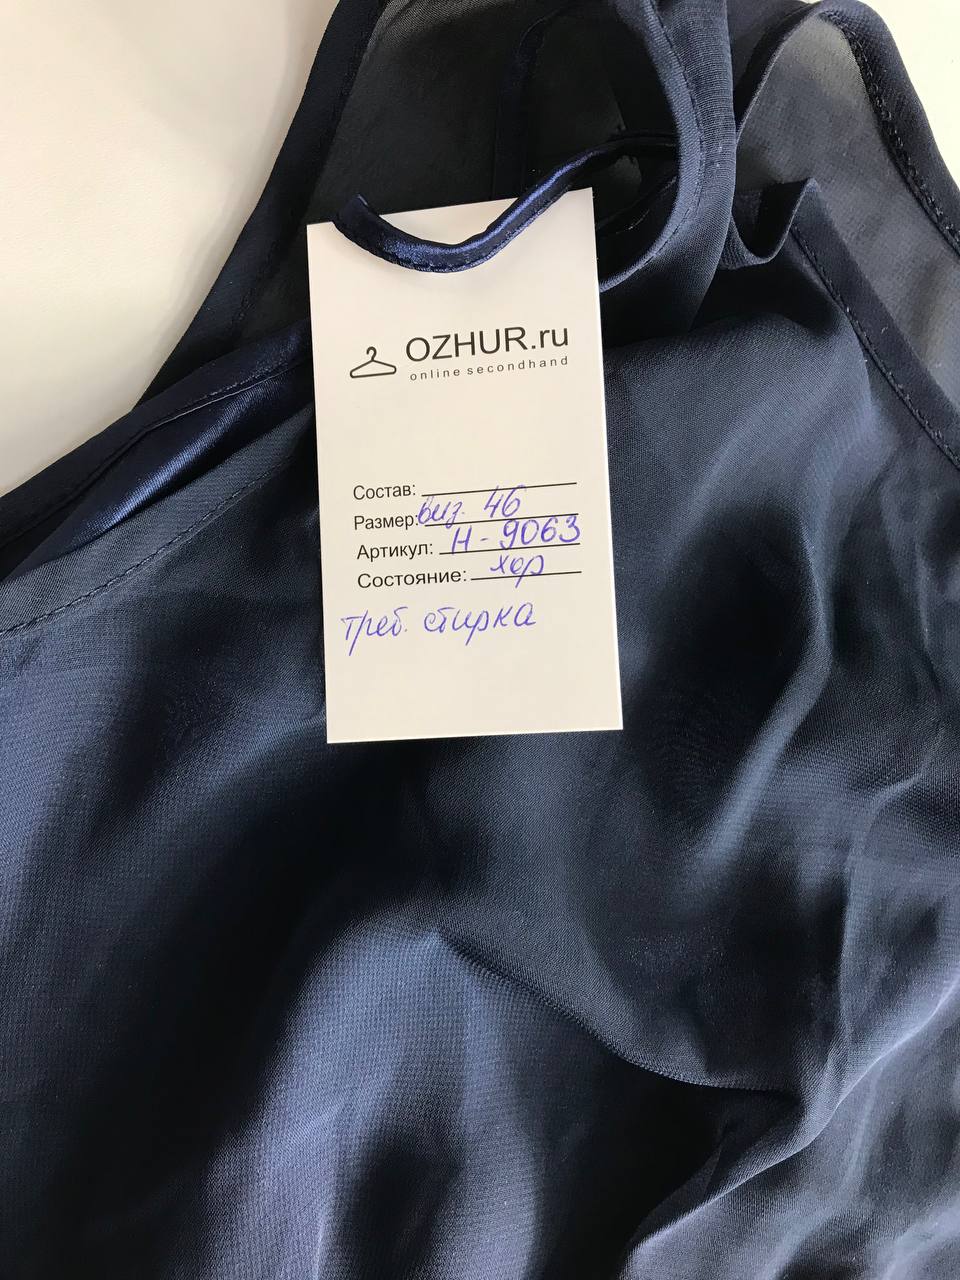 OZHUR.ru
online secondhand
Состав:
Размер: виз. 46
Артикул: Н-9063
Состояние: хор
треб. стирка